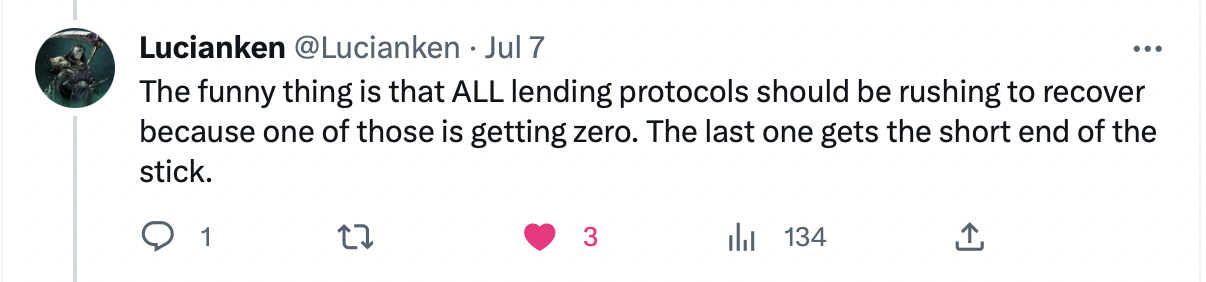 Lucianken @Lucianken · Jul 7
The funny thing is that ALL lending protocols should be rushing to recover
because one of those is getting zero. The last one gets the short end of the
stick.
1 3 134